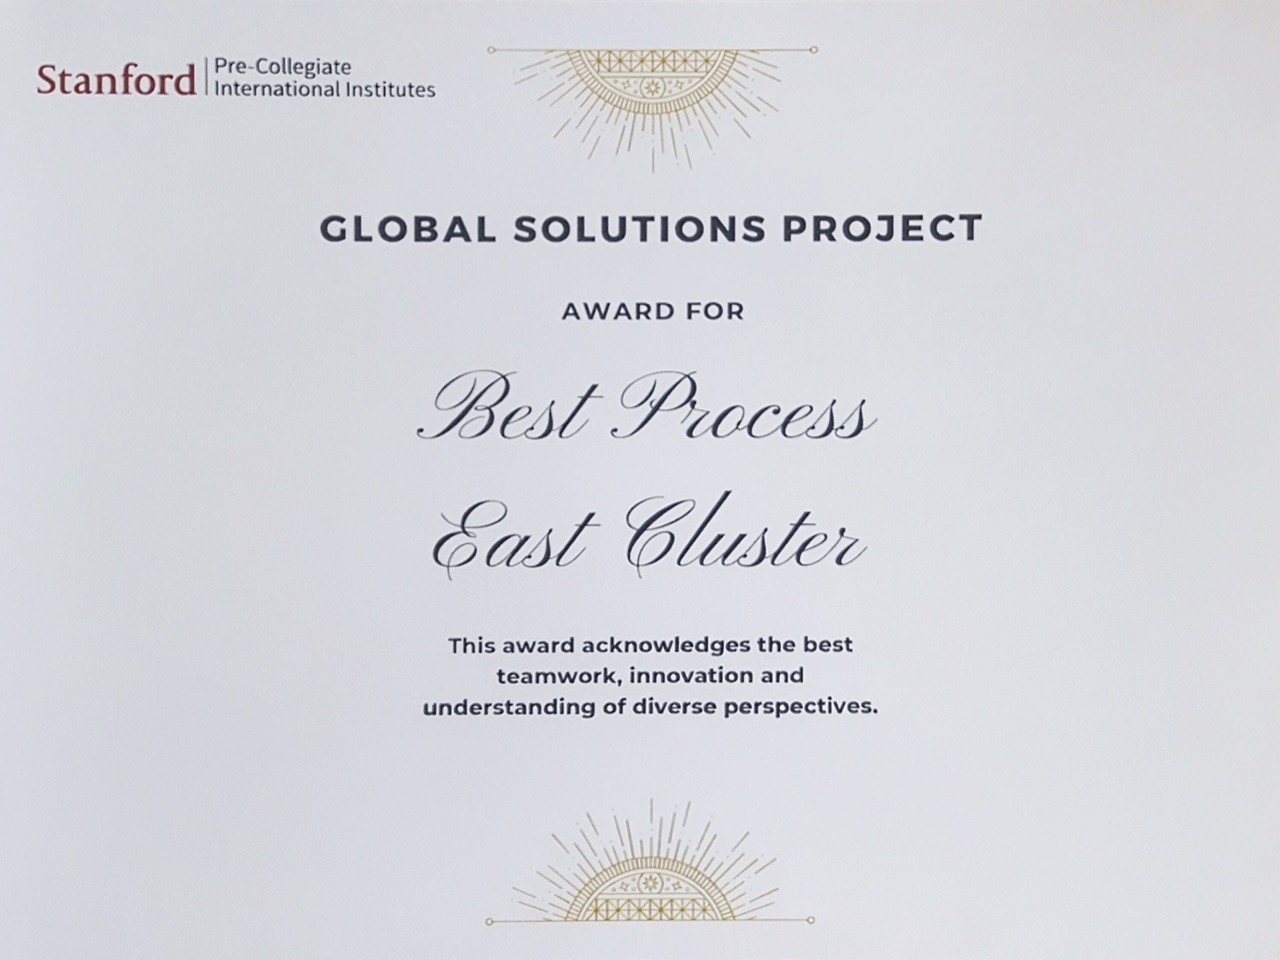 Stanford
Pre-Collegiate
International Institutes
GLOBAL SOLUTIONS PROJECT
AWARD FOR
Best Process
East Cluster
This award acknowledges the best
teamwork, innovation and
understanding of diverse perspectives.